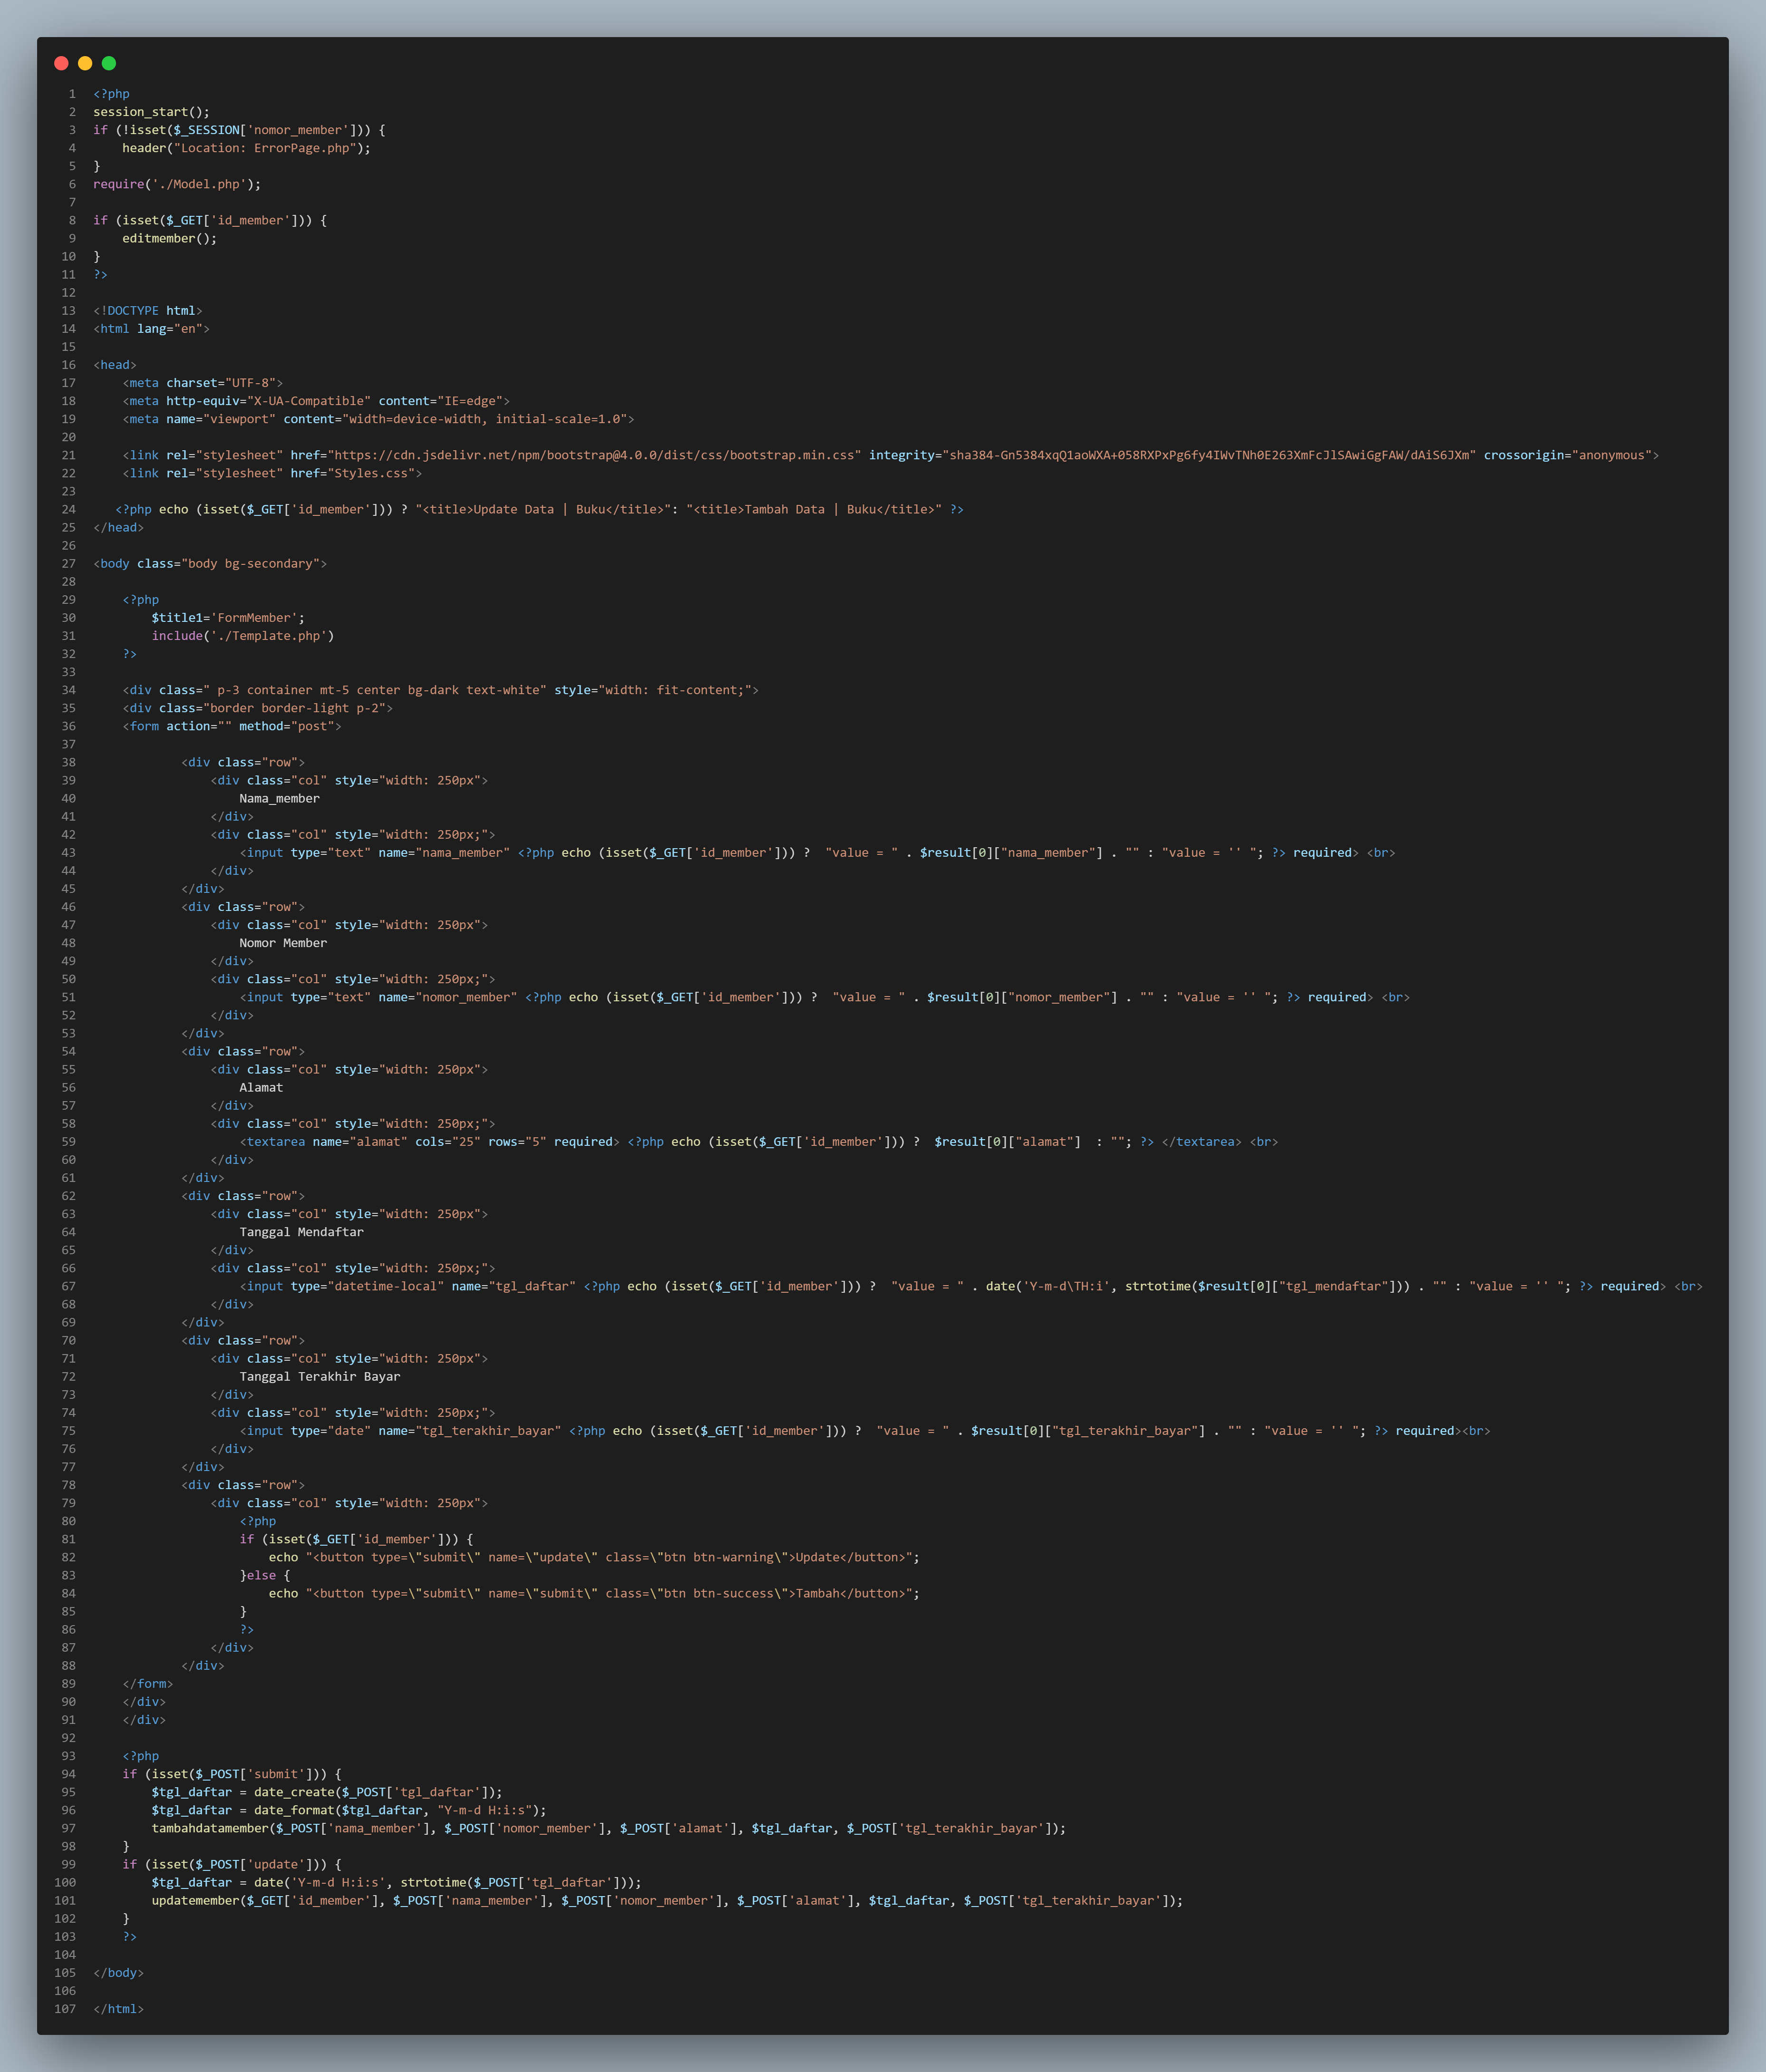 1 <?php
2 session_start();
3 if (!isset($_SESSION['nomor_member'])) {
4     header("Location: ErrorPage.php");
5 }
6 require('./Model.php');
7
8 if (isset($_GET['id_member'])) {
9     editmember();
10 }
11 ?>
12
13 <!DOCTYPE html>
14 <html lang="en">
15
16 <head>
17     <meta charset="UTF-8">
18     <meta http-equiv="X-UA-Compatible" content="IE=edge">
19     <meta name="viewport" content="width=device-width, initial-scale=1.0">
20
21     <link rel="stylesheet" href="https://cdn.jsdelivr.net/npm/bootstrap@4.0.0/dist/css/bootstrap.min.css" integrity="sha384-Gn5384xqQ1aoWXA+058RXPxPg6fy4IWvTNh0E263XmFcJlSAwiGgFAW/dAiS6JXm" crossorigin="anonymous">
22     <link rel="stylesheet" href="Styles.css">
23
24    <?php echo (isset($_GET['id_member'])) ? "<title>Update Data | Buku</title>": "<title>Tambah Data | Buku</title>" ?>
25 </head>
26
27 <body class="body bg-secondary">
28
29     <?php
30         $title1='FormMember';
31         include('./Template.php')
32     ?>
33
34     <div class=" p-3 container mt-5 center bg-dark text-white" style="width: fit-content;">
35     <div class="border border-light p-2">
36     <form action="" method="post">
37
38             <div class="row">
39                 <div class="col" style="width: 250px">
40                     Nama_member
41                 </div>
42                 <div class="col" style="width: 250px;">
43                     <input type="text" name="nama_member" <?php echo (isset($_GET['id_member'])) ?  "value = " . $result[0]["nama_member"] . "" : "value = '' "; ?> required> <br>
44                 </div>
45             </div>
46             <div class="row">
47                 <div class="col" style="width: 250px">
48                     Nomor Member
49                 </div>
50                 <div class="col" style="width: 250px;">
51                     <input type="text" name="nomor_member" <?php echo (isset($_GET['id_member'])) ?  "value = " . $result[0]["nomor_member"] . "" : "value = '' "; ?> required> <br>
52                 </div>
53             </div>
54             <div class="row">
55                 <div class="col" style="width: 250px">
56                     Alamat
57                 </div>
58                 <div class="col" style="width: 250px;">
59                     <textarea name="alamat" cols="25" rows="5" required> <?php echo (isset($_GET['id_member'])) ?  $result[0]["alamat"]  : ""; ?> </textarea> <br>
60                 </div>
61             </div>
62             <div class="row">
63                 <div class="col" style="width: 250px">
64                     Tanggal Mendaftar
65                 </div>
66                 <div class="col" style="width: 250px;">
67                     <input type="datetime-local" name="tgl_daftar" <?php echo (isset($_GET['id_member'])) ?  "value = " . date('Y-m-d\TH:i', strtotime($result[0]["tgl_mendaftar"])) . "" : "value = '' "; ?> required> <br>
68                 </div>
69             </div>
70             <div class="row">
71                 <div class="col" style="width: 250px">
72                     Tanggal Terakhir Bayar
73                 </div>
74                 <div class="col" style="width: 250px;">
75                     <input type="date" name="tgl_terakhir_bayar" <?php echo (isset($_GET['id_member'])) ?  "value = " . $result[0]["tgl_terakhir_bayar"] . "" : "value = '' "; ?> required><br>
76                 </div>
77             </div>
78             <div class="row">
79                 <div class="col" style="width: 250px">
80                     <?php
81                     if (isset($_GET['id_member'])) {
82                         echo "<button type=\"submit\" name=\"update\" class=\"btn btn-warning\">Update</button>";
83                     }else {
84                         echo "<button type=\"submit\" name=\"submit\" class=\"btn btn-success\">Tambah</button>";
85                     }
86                     ?>
87                 </div>
88             </div>
89     </form>
90     </div>
91     </div>
92
93     <?php
94     if (isset($_POST['submit'])) {
95         $tgl_daftar = date_create($_POST['tgl_daftar']);
96         $tgl_daftar = date_format($tgl_daftar, "Y-m-d H:i:s");
97         tambahdatamember($_POST['nama_member'], $_POST['nomor_member'], $_POST['alamat'], $tgl_daftar, $_POST['tgl_terakhir_bayar']);
98     }
99     if (isset($_POST['update'])) {
100         $tgl_daftar = date('Y-m-d H:i:s', strtotime($_POST['tgl_daftar']));
101         updatemember($_GET['id_member'], $_POST['nama_member'], $_POST['nomor_member'], $_POST['alamat'], $tgl_daftar, $_POST['tgl_terakhir_bayar']);
102     }
103     ?>
104
105 </body>
106
107 </html>